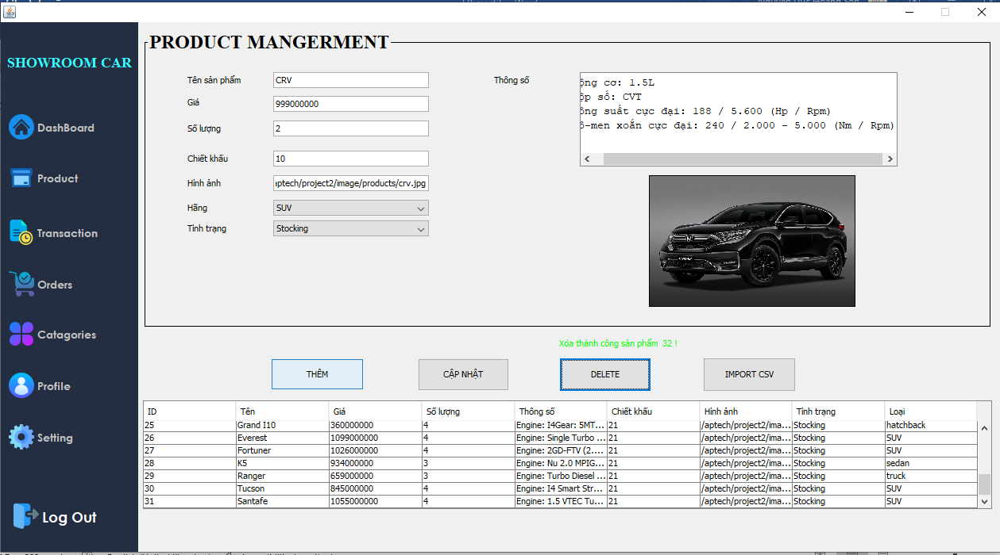 PRODUCT MANGERMENT
SHOWROOM CAR
DashBoard
Product
Transaction
Orders
Catagories
Profile
Setting
Log Out
Tên sản phẩm CRV
Giá 999000000
Số lượng 2
Chiết khấu 10
Hình ảnh aptech/project2/image/products/crv.jpg
Hãng SUV
Tình trạng Stocking
Thông số
ộng cơ: 1.5L
ộp số: CVT
ông suất cực đại: 188 / 5.600 (Hp / Rpm)
ô-men xoắn cực đại: 240 / 2.000 - 5.000 (Nm / Rpm)
Xóa thành công sản phẩm 32 !
THÊM CẬP NHẬT DELETE IMPORT CSV
ID Tên Giá Số lượng Thông số Chiết khấu Hình ảnh Tình trạng Loại
25 Grand I10 360000000 4 Engine: I4Gear: 5MT... 21 /aptech/project2/ima... Stocking hatchback
26 Everest 1099000000 4 Engine: Single Turbo ... 21 /aptech/project2/ima... Stocking SUV
27 Fortuner 1026000000 4 Engine: 2GD-FTV (2.... 21 /aptech/project2/ima... Stocking SUV
28 K5 934000000 3 Engine: Nu 2.0 MPIG... 21 /aptech/project2/ima... Stocking sedan
29 Ranger 659000000 3 Engine: Turbo Diesel ... 21 /aptech/project2/ima... Stocking truck
30 Tucson 845000000 4 Engine: I4 Smart Str... 21 /aptech/project2/ima... Stocking SUV
31 Santafe 1055000000 4 Engine: 1.5 VTEC Tu... 21 /aptech/project2/ima... Stocking SUV